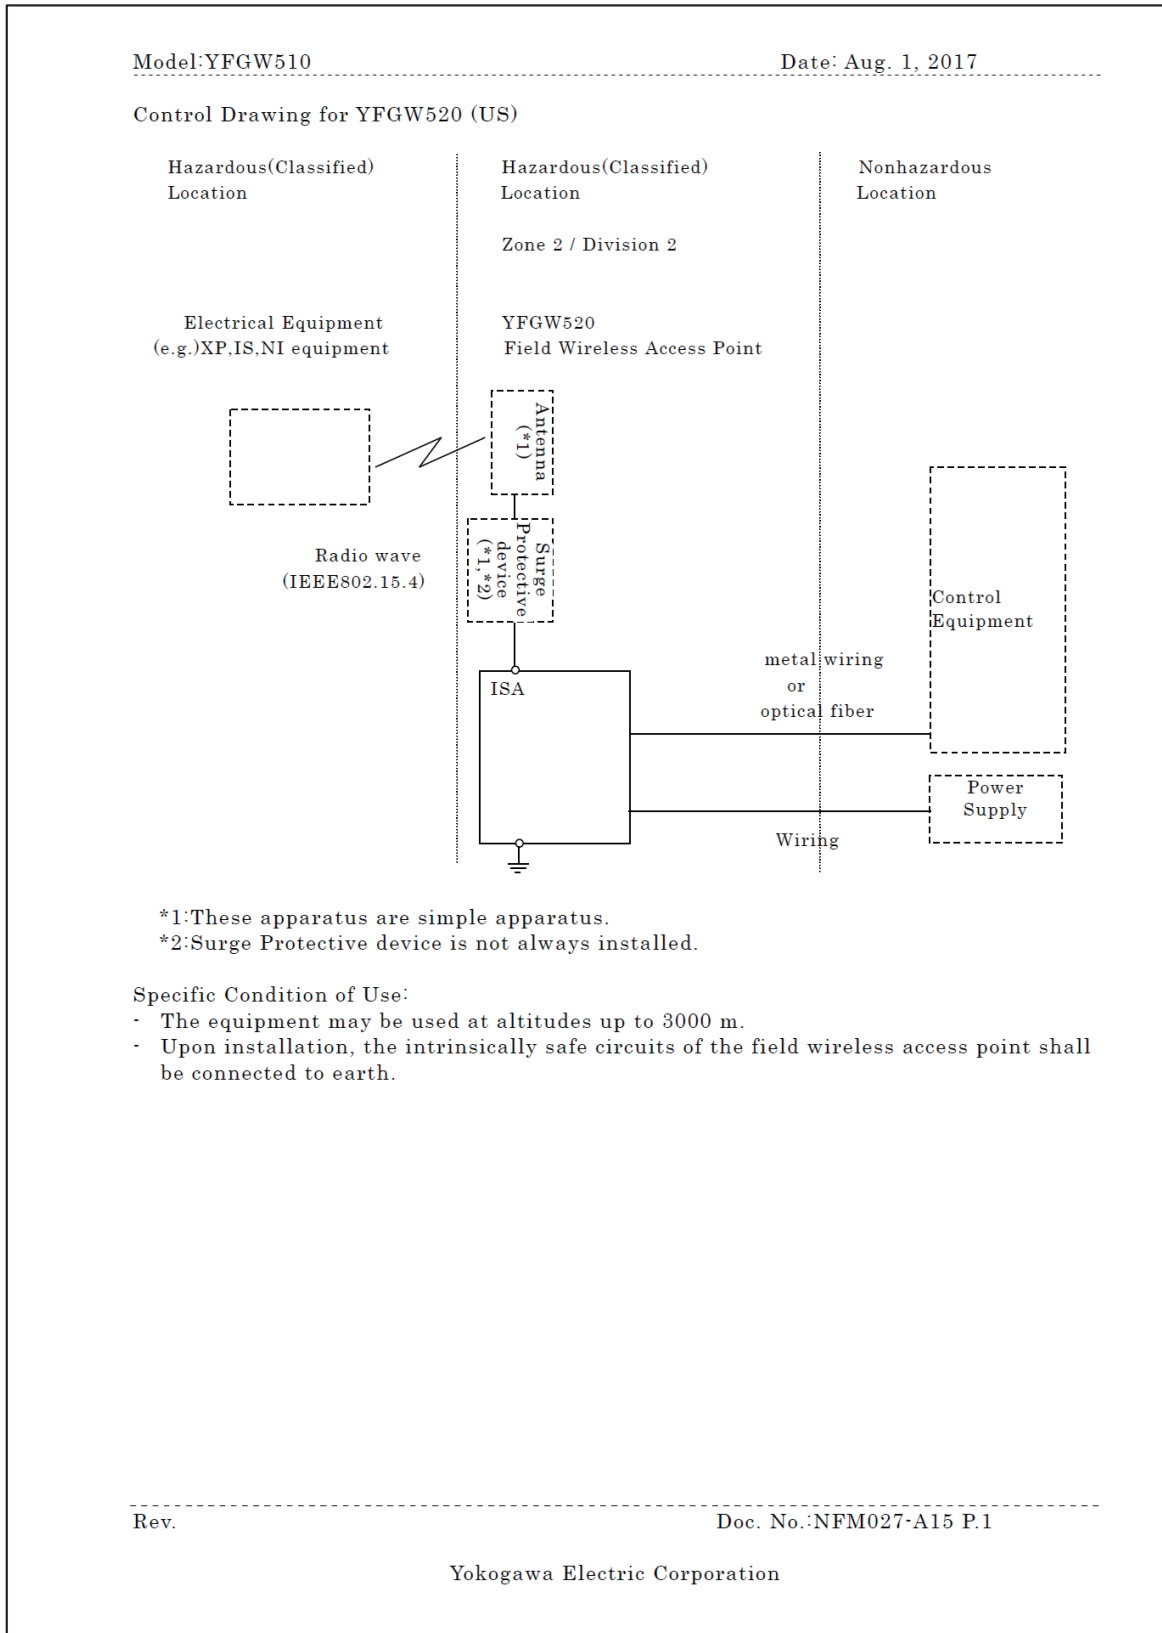 Model:YFGW510 Date: Aug. 1, 2017
Control Drawing for YFGW520 (US)
Hazardous(Classified)
Location
Hazardous(Classified)
Location
Zone 2 / Division 2
Nonhazardous
Location
Electrical Equipment
(e.g.)XP,IS,NI equipment
YFGW520
Field Wireless Access Point
Antenna
(*1)
Surge
Protective
device
(*1,*2)
Radio wave
(IEEE802.15.4)
Control
Equipment
metal wiring
or
optical fiber
ISA
Power
Supply
Wiring
*1:These apparatus are simple apparatus.
*2:Surge Protective device is not always installed.
Specific Condition of Use:
- The equipment may be used at altitudes up to 3000 m.
- Upon installation, the intrinsically safe circuits of the field wireless access point shall
be connected to earth.
Rev. Doc. No.:NFM027-A15 P.1
Yokogawa Electric Corporation